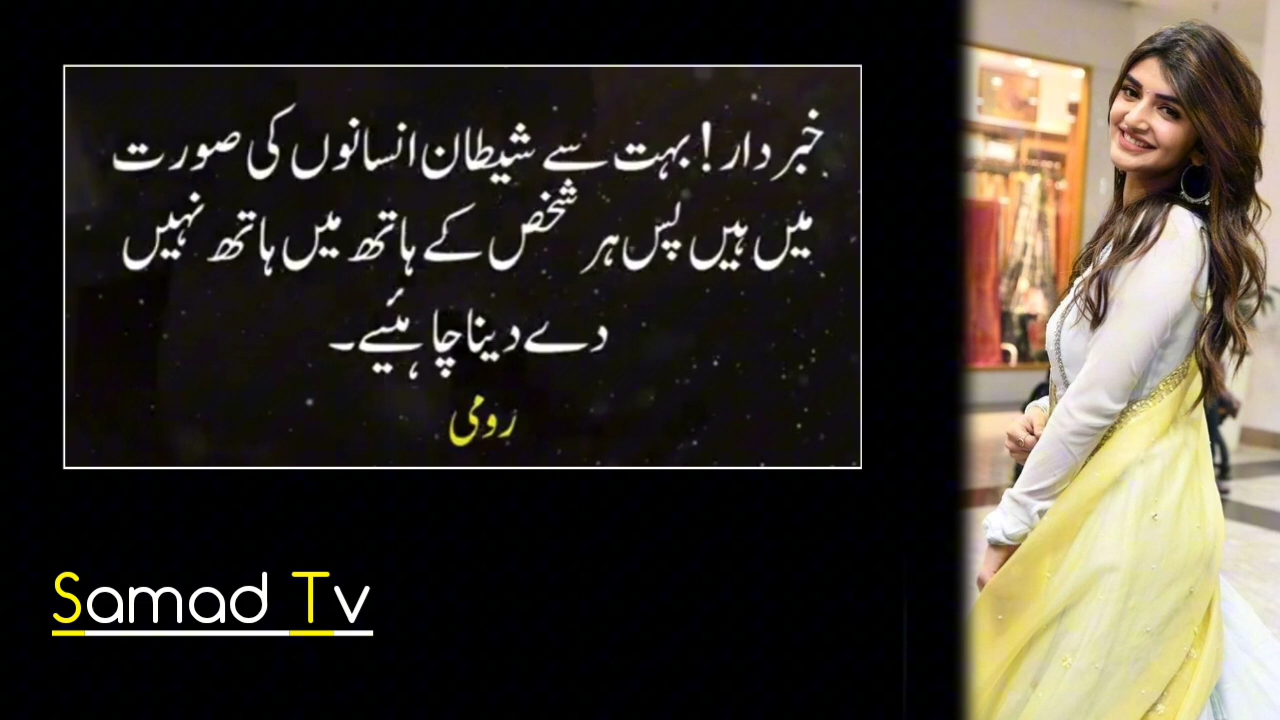 خبردار! بہت سے شیطان انسانوں کی صورت
میں ہیں پس ہر شخص کے ہاتھ میں ہاتھ نہیں
دے دینا چاہئیے۔
رومی
Samad Tv